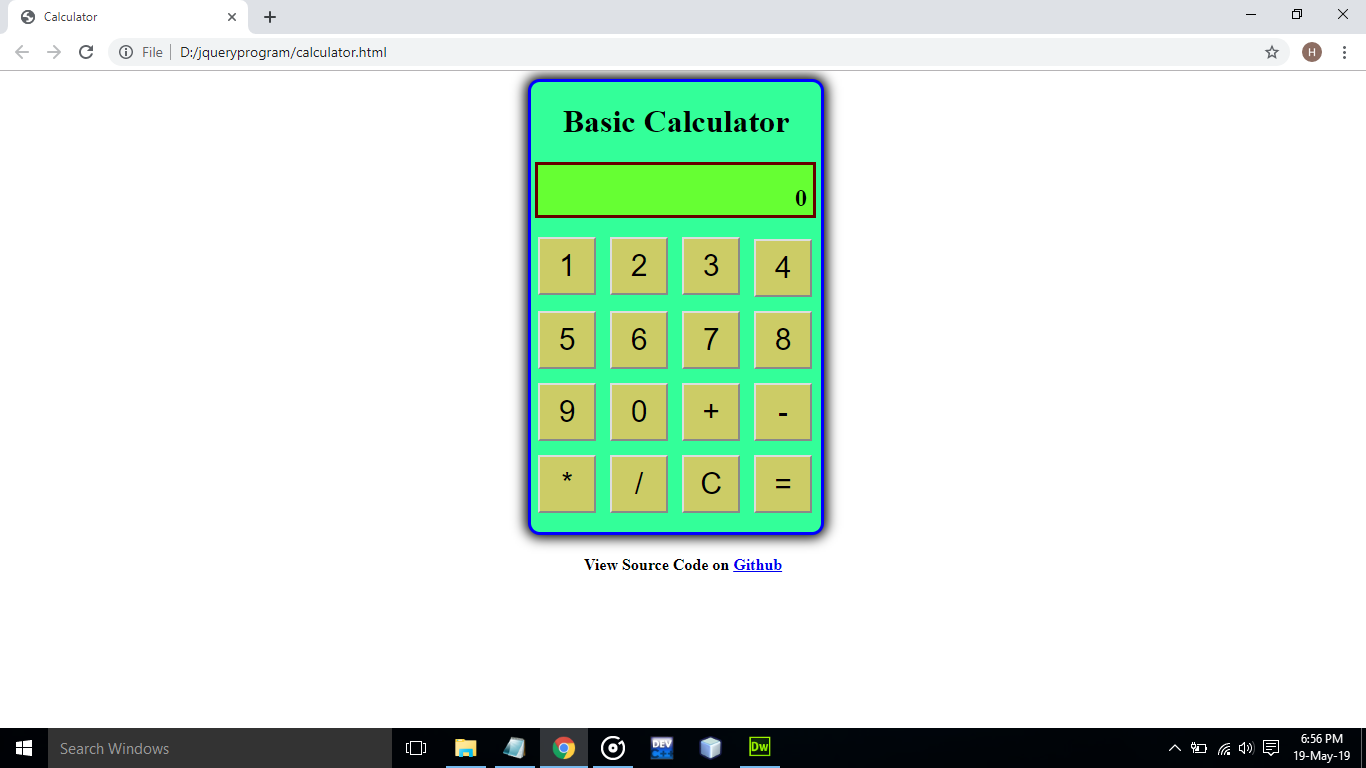 Calculator
File D:/jqueryprogram/calculator.html
H
Basic Calculator
0
1 2 3 4
5 6 7 8
9 0 + -
* / C =
View Source Code on Github
Search Windows
DEV
Dw
6:56 PM
19-May-19